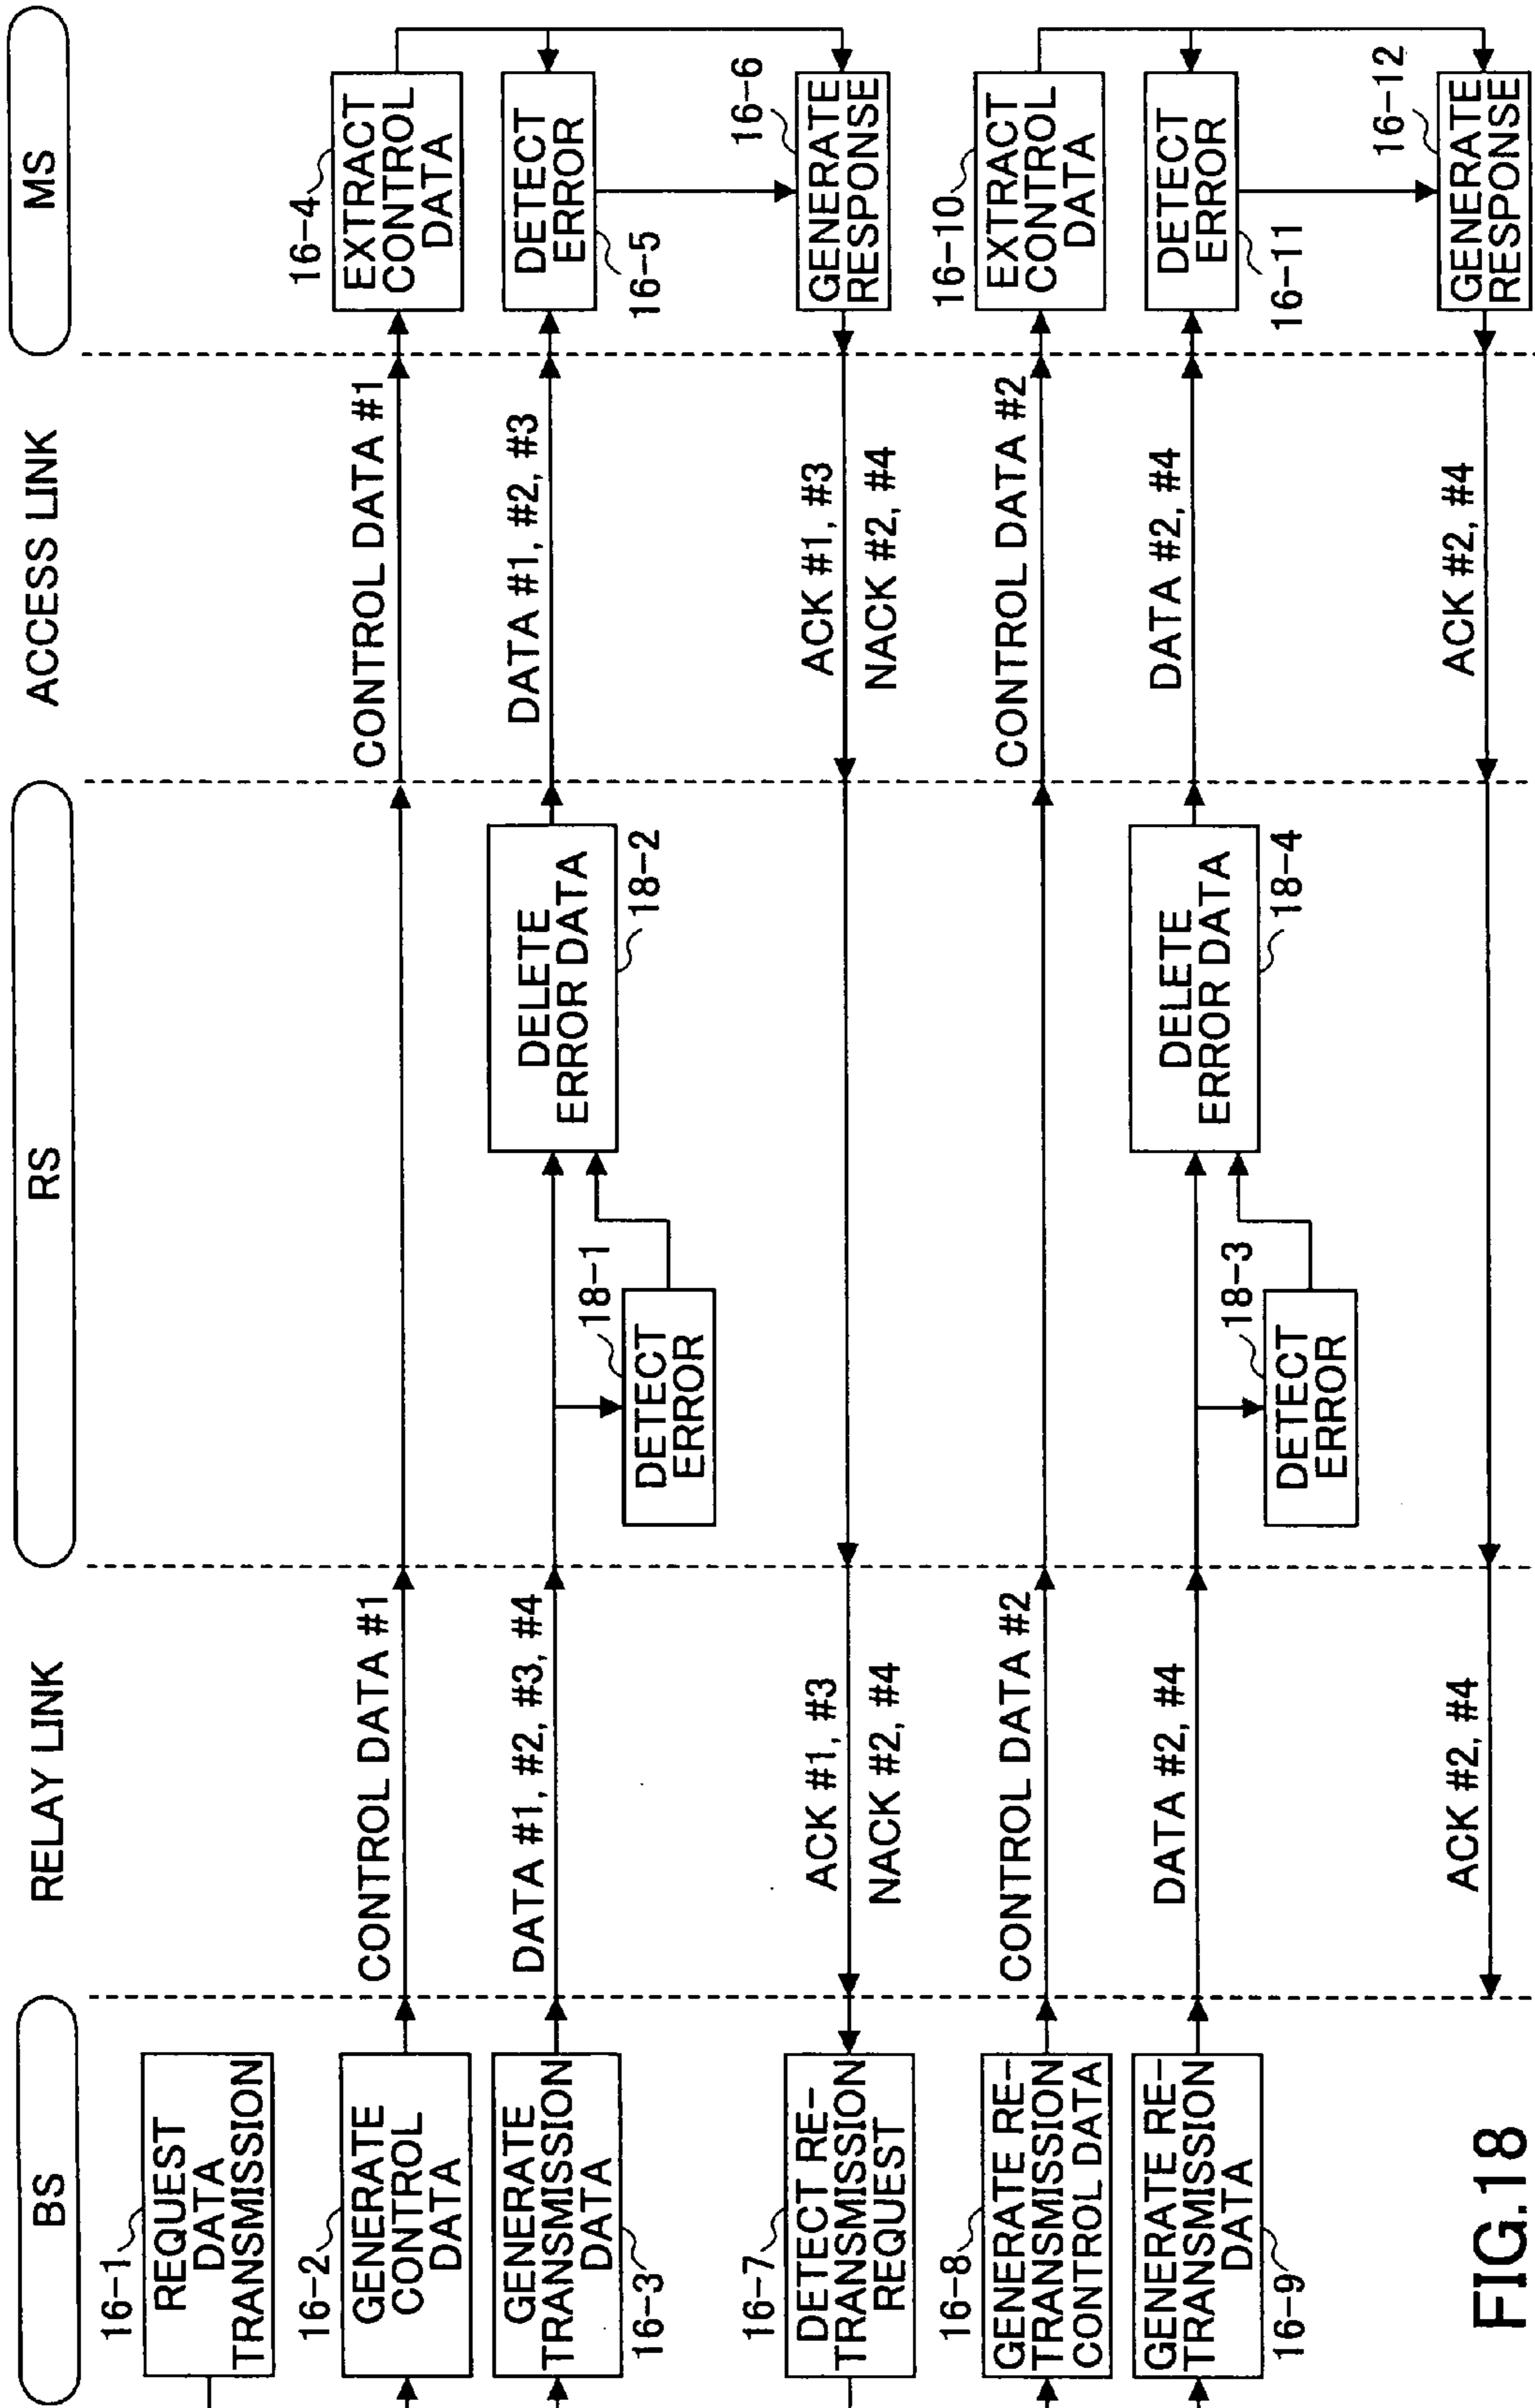 BS
RELAY LINK
RS
ACCESS LINK
MS
16-1
REQUEST
DATA
TRANSMISSION
16-2
GENERATE
CONTROL
DATA
CONTROL DATA #1
CONTROL DATA #1
16-4
EXTRACT
CONTROL
DATA
GENERATE
TRANSMISSION
DATA
16-3
DATA #1, #2, #3, #4
18-1
DETECT
ERROR
DELETE
ERROR DATA
18-2
DATA #1, #2, #3
DETECT
ERROR
16-5
16-6
GENERATE
RESPONSE
ACK #1, #3
NACK #2, #4
ACK #1, #3
NACK #2, #4
16-7
DETECT RE-
TRANSMISSION
REQUEST
16-8
GENERATE RE-
TRANSMISSION
CONTROL DATA
CONTROL DATA #2
CONTROL DATA #2
16-10
EXTRACT
CONTROL
DATA
GENERATE RE-
TRANSMISSION
DATA
16-9
DATA #2, #4
18-3
DETECT
ERROR
DELETE
ERROR DATA
18-4
DATA #2, #4
DETECT
ERROR
16-11
16-12
GENERATE
RESPONSE
ACK #2, #4
ACK #2, #4
FIG.18